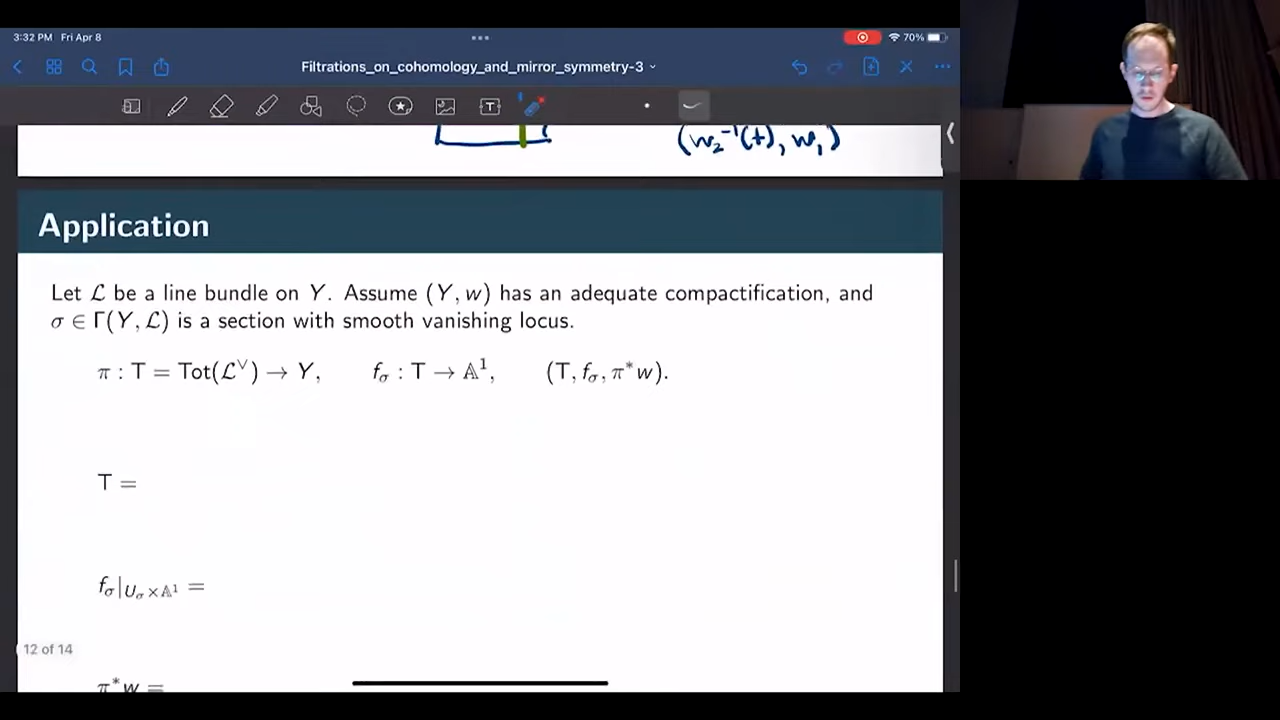 3:32 PM Fri Apr 8
70%
Filtrations_on_cohomology_and_mirror_symmetry-3
(w₂⁻¹(t), w₁)
Application
Let ℒ be a line bundle on Y. Assume (Y, w) has an adequate compactification, and
σ ∈ Γ(Y, ℒ) is a section with smooth vanishing locus.
π : T = Tot(ℒ^∨) → Y, f_σ : T → 𝔸¹, (T, f_σ, π*w).
T =
f_σ|_{U_σ × 𝔸¹} =
12 of 14
π*w =